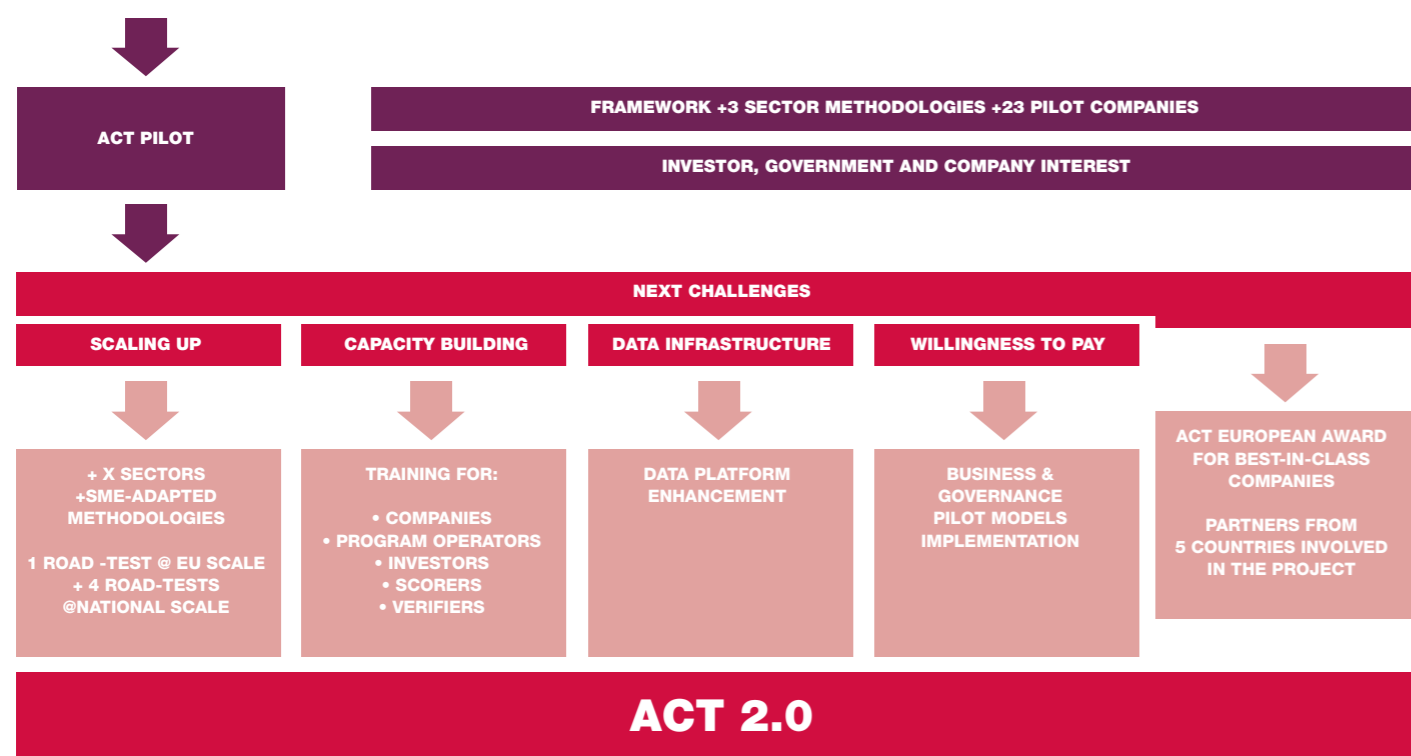 ACT PILOT
FRAMEWORK +3 SECTOR METHODOLOGIES +23 PILOT COMPANIES
INVESTOR, GOVERNMENT AND COMPANY INTEREST
NEXT CHALLENGES
SCALING UP
+ X SECTORS
+SME-ADAPTED
METHODOLOGIES
1 ROAD -TEST @ EU SCALE
+ 4 ROAD-TESTS
@NATIONAL SCALE
CAPACITY BUILDING
TRAINING FOR:
• COMPANIES
• PROGRAM OPERATORS
• INVESTORS
• SCORERS
• VERIFIERS
DATA INFRASTRUCTURE
DATA PLATFORM
ENHANCEMENT
WILLINGNESS TO PAY
BUSINESS &
GOVERNANCE
PILOT MODELS
IMPLEMENTATION
ACT EUROPEAN AWARD
FOR BEST-IN-CLASS
COMPANIES
PARTNERS FROM
5 COUNTRIES INVOLVED
IN THE PROJECT
ACT 2.0